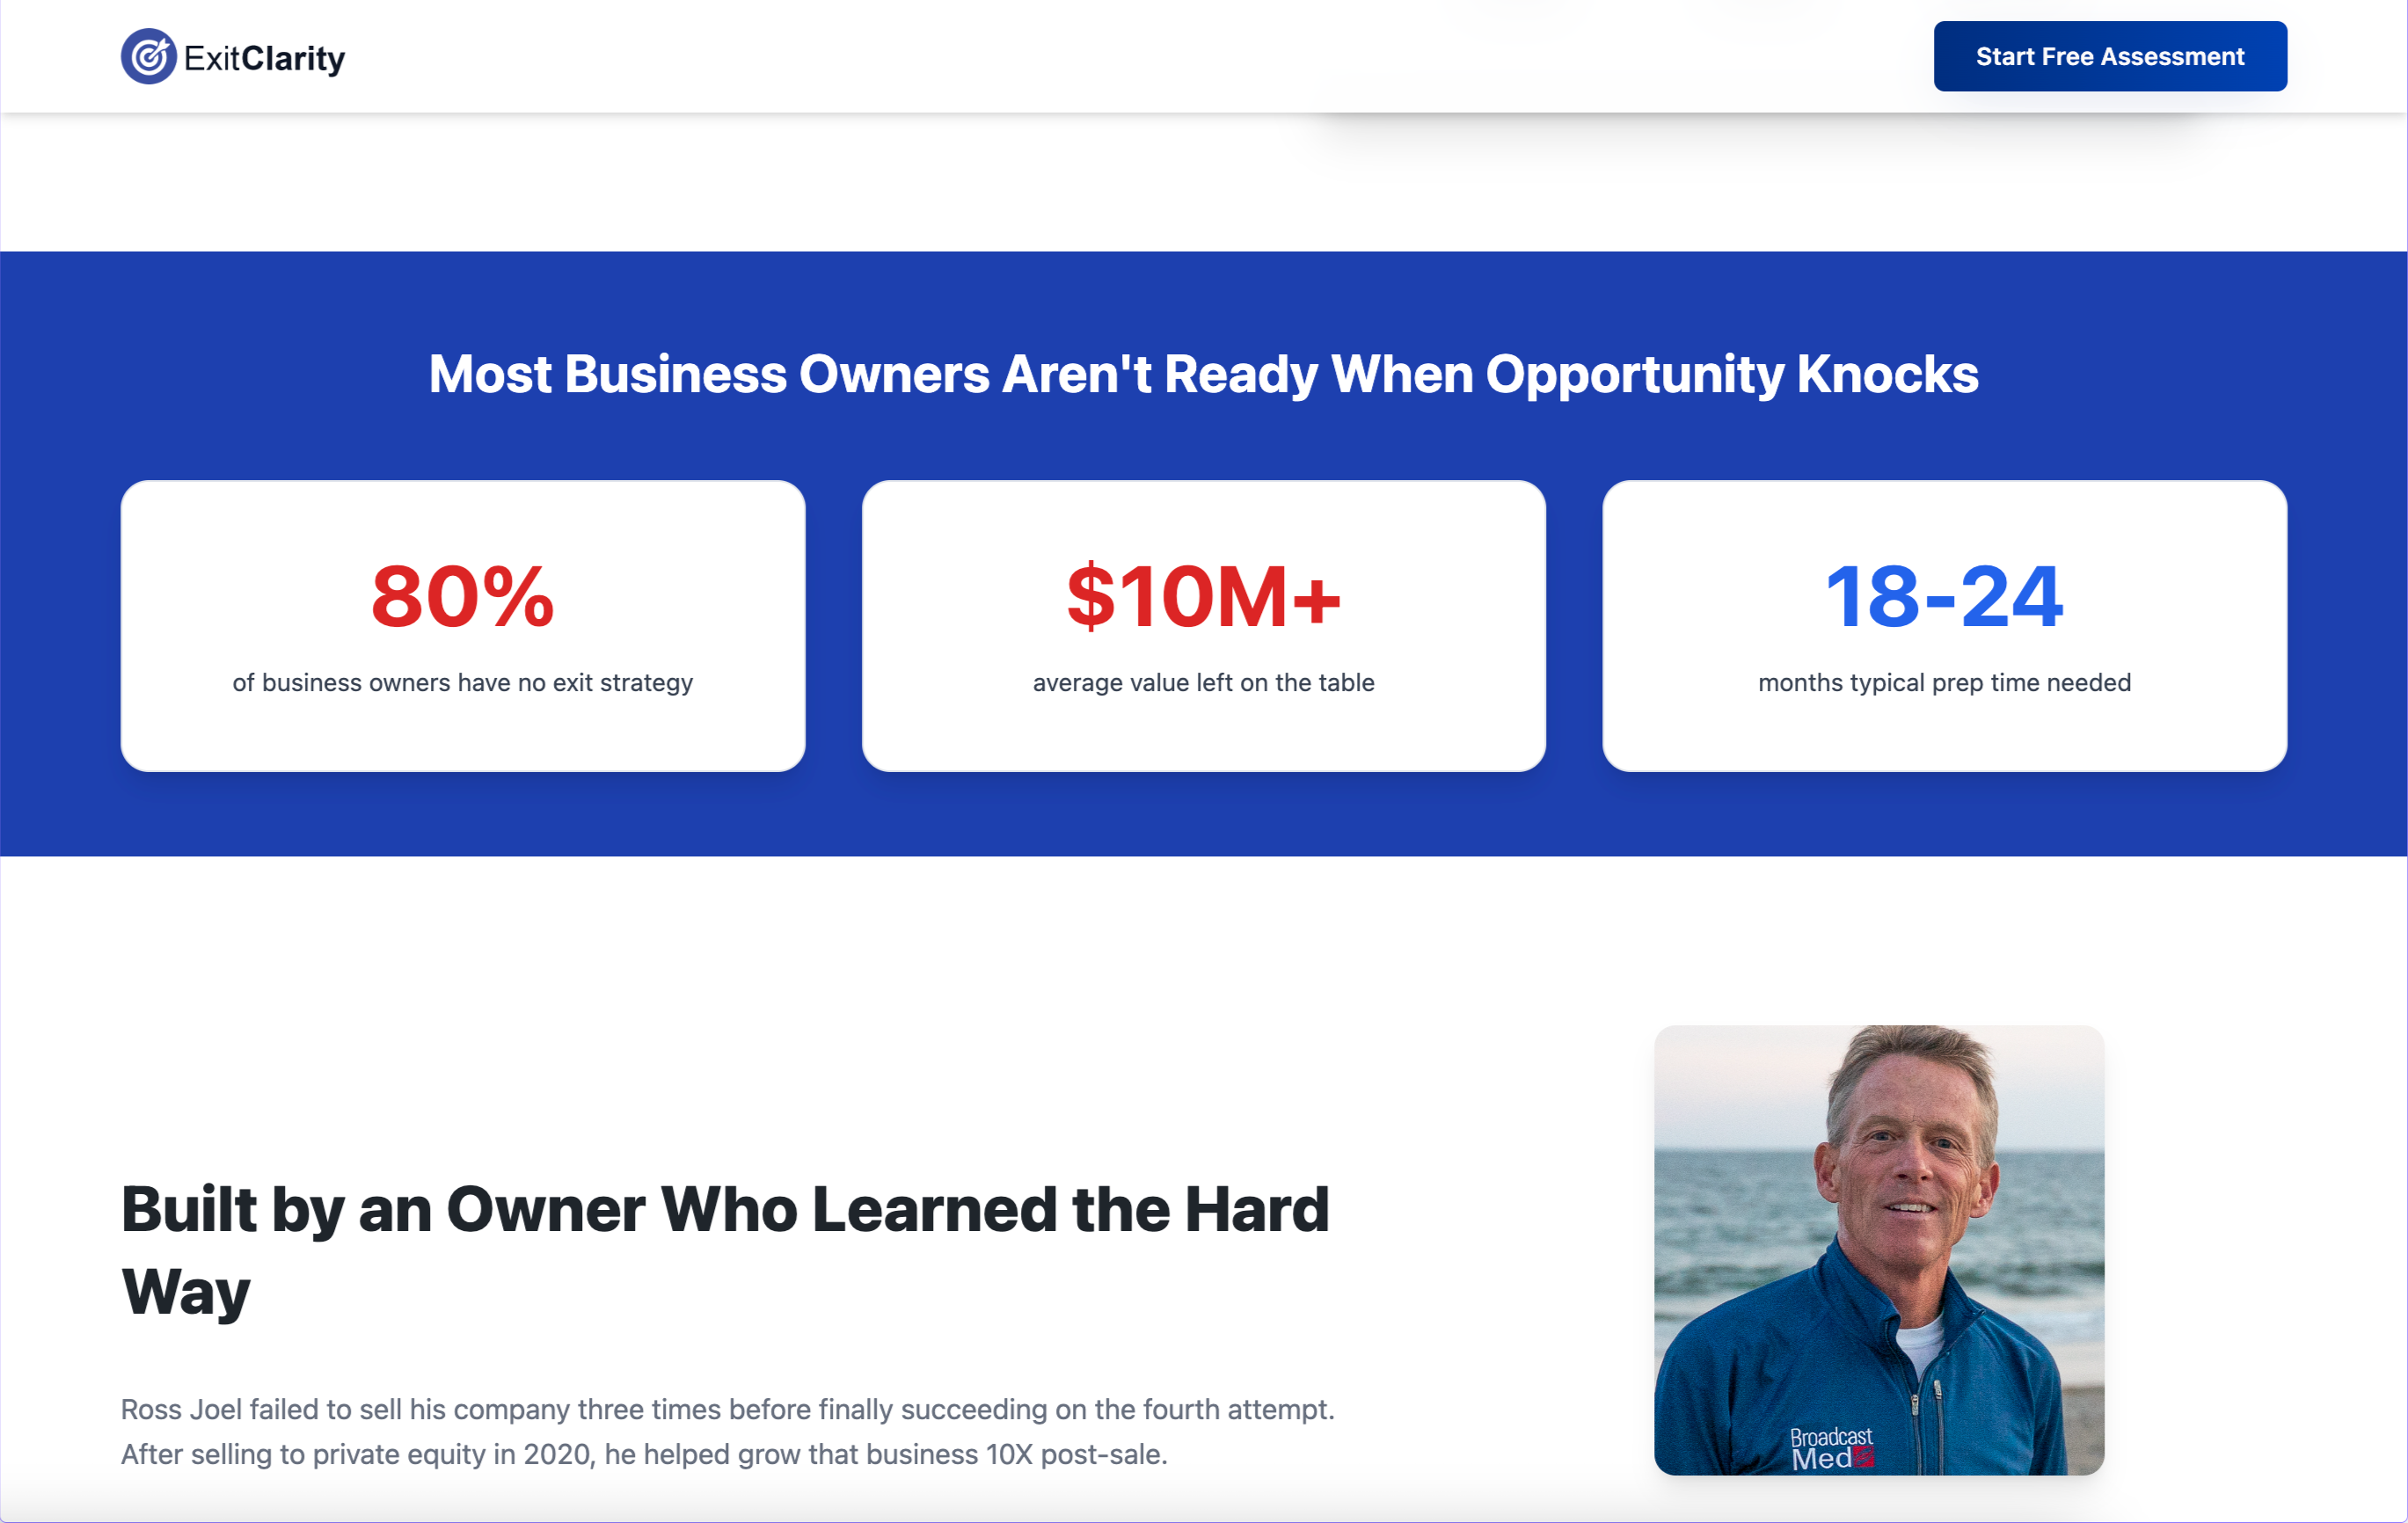 ExitClarity
Start Free Assessment
Most Business Owners Aren't Ready When Opportunity Knocks
80%
of business owners have no exit strategy
$10M+
average value left on the table
18-24
months typical prep time needed
Built by an Owner Who Learned the Hard
Way
Ross Joel failed to sell his company three times before finally succeeding on the fourth attempt.
After selling to private equity in 2020, he helped grow that business 10X post-sale.
Broadcast
Med